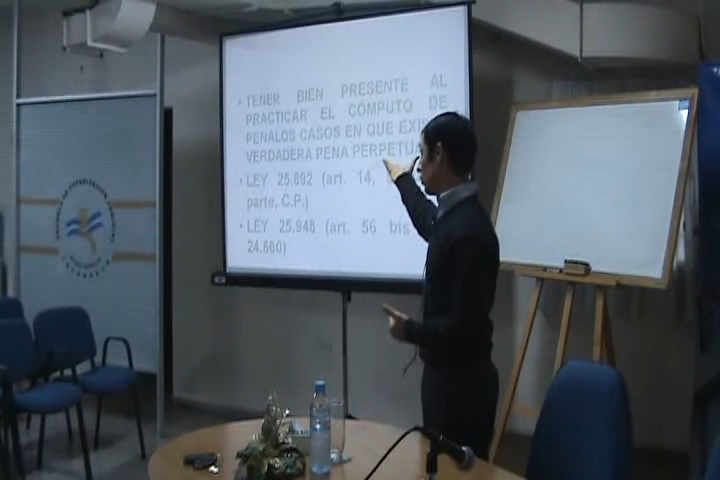 • TENER BIEN PRESENTE AL
PRACTICAR EL CÓMPUTO DE
PENALOS CASOS EN QUE
VERDADERA PENA PERPETUA
• LEY 25.892 (art. 14,
parte, C.P.)
• LEY 25.948 (art. 56 bis
24.660)